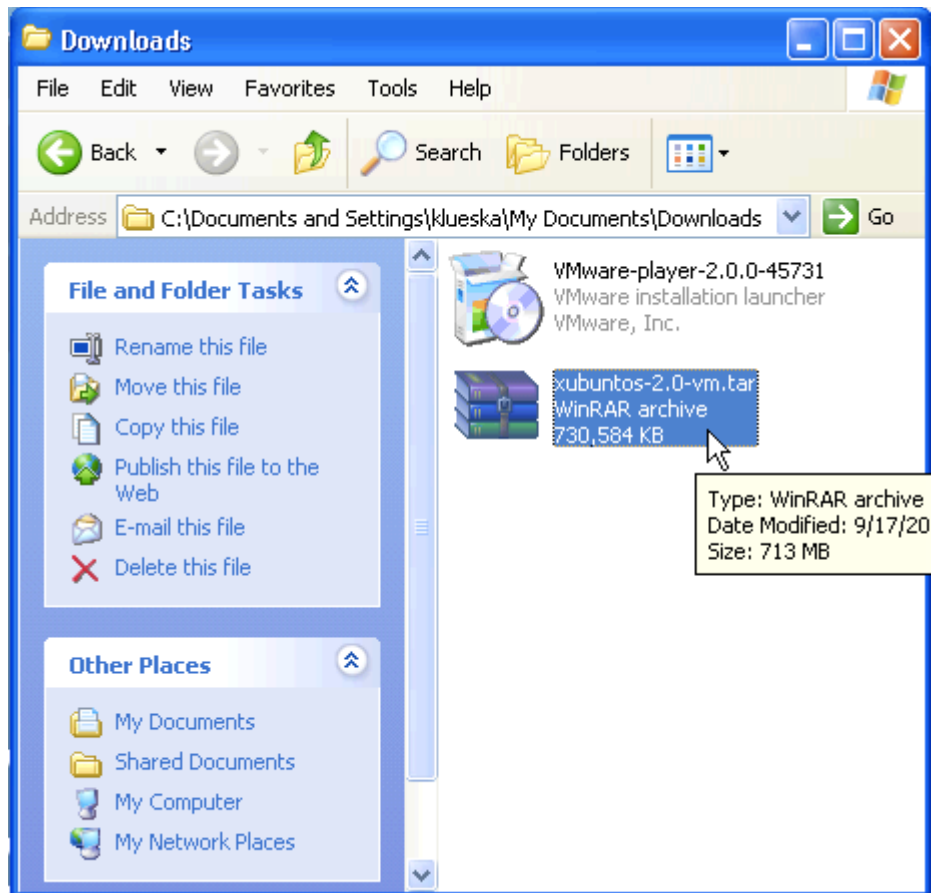 Downloads
File Edit View Favorites Tools Help
Back Search Folders
Address C:\Documents and Settings\klueska\My Documents\Downloads Go
File and Folder Tasks
Rename this file
Move this file
Copy this file
Publish this file to the
Web
E-mail this file
Delete this file
Other Places
My Documents
Shared Documents
My Computer
My Network Places
VMware-player-2.0.0-45731
VMware installation launcher
VMware, Inc.
xubuntos-2.0-vm.tar
WinRAR archive
730,584 KB
Type: WinRAR archive
Date Modified: 9/17/20
Size: 713 MB